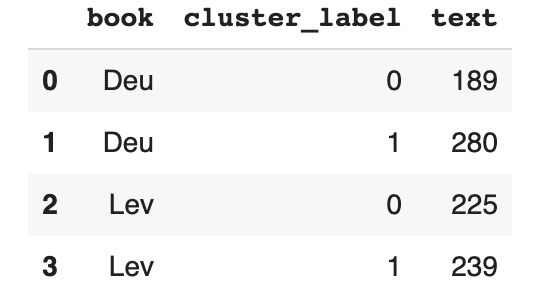 book cluster_label text
0 Deu 0 189
1 Deu 1 280
2 Lev 0 225
3 Lev 1 239